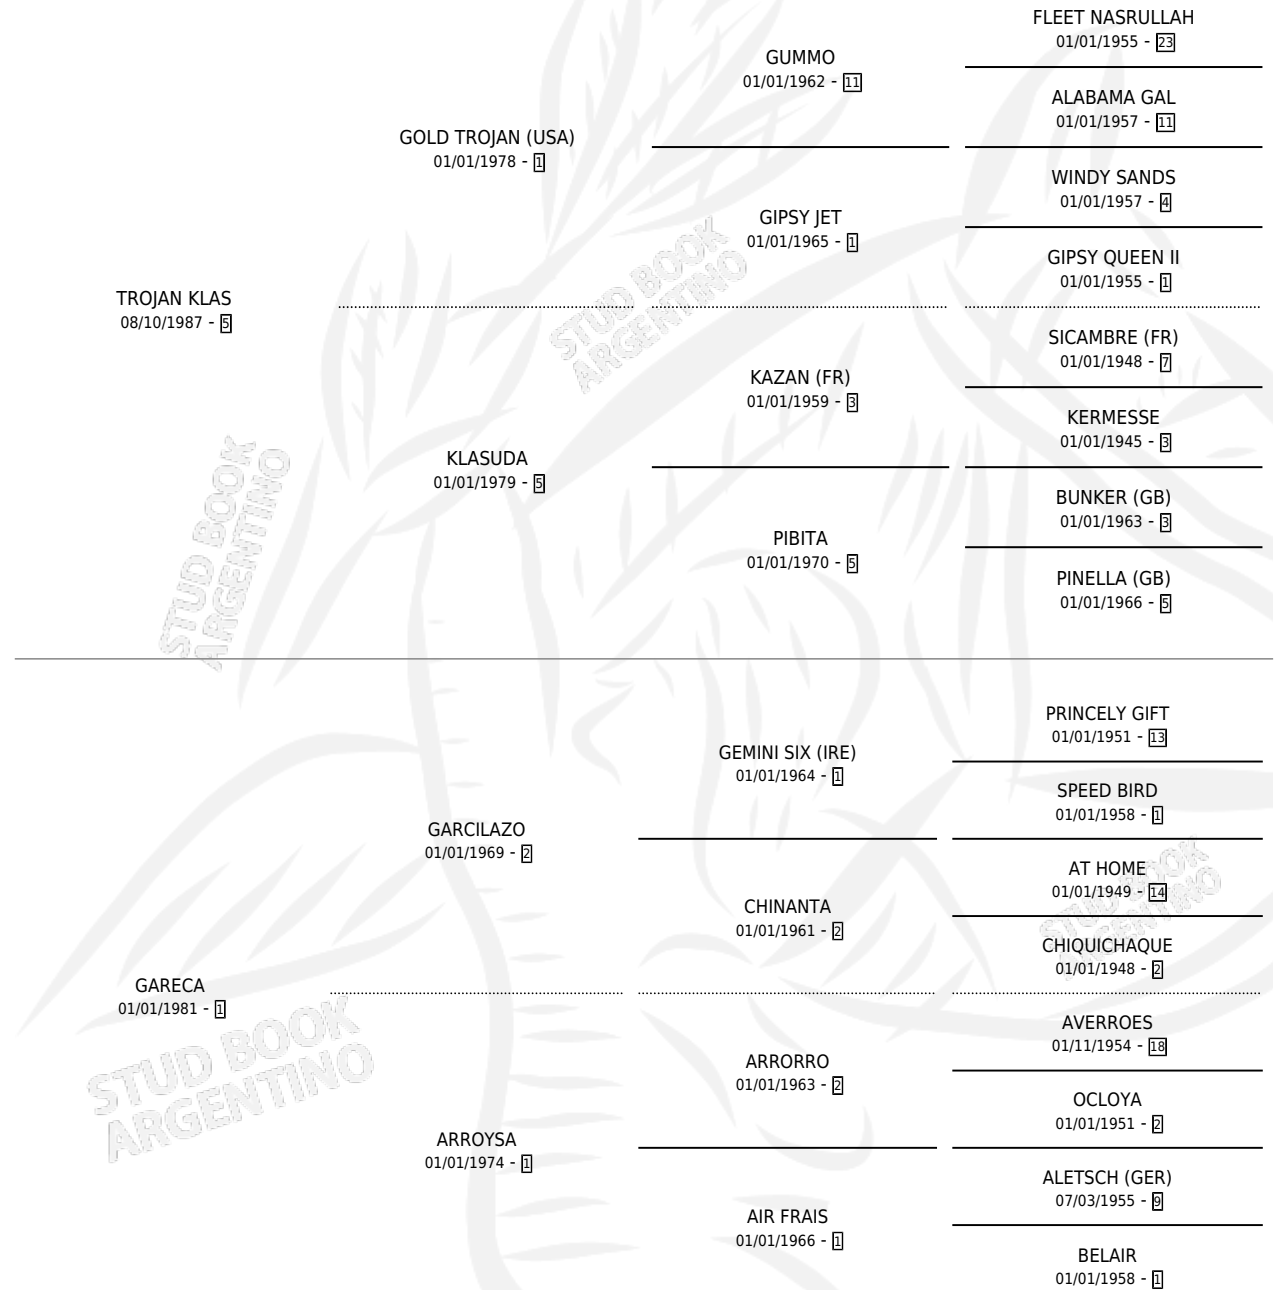 FLEET NASRULLAH
01/01/1955 - 23
GUMMO
01/01/1962 - 11
ALABAMA GAL
01/01/1957 - 11
GOLD TROJAN (USA)
01/01/1978 - 1
WINDY SANDS
01/01/1957 - 4
GIPSY JET
01/01/1965 - 1
GIPSY QUEEN II
01/01/1955 - 1
TROJAN KLAS
08/10/1987 - 5
SICAMBRE (FR)
01/01/1948 - 7
KAZAN (FR)
01/01/1959 - 3
KERMESSE
01/01/1945 - 3
KLASUDA
01/01/1979 - 5
BUNKER (GB)
01/01/1963 - 3
PIBITA
01/01/1970 - 5
PINELLA (GB)
01/01/1966 - 5
STUD BOOK
ARGENTINO
STUD BOOK
ARGENTINO
PRINCELY GIFT
01/01/1951 - 13
GEMINI SIX (IRE)
01/01/1964 - 1
SPEED BIRD
01/01/1958 - 1
GARCILAZO
01/01/1969 - 2
AT HOME
01/01/1949 - 14
CHINANTA
01/01/1961 - 2
CHIQUICHAQUE
01/01/1948 - 2
GARECA
01/01/1981 - 1
AVERROES
01/11/1954 - 18
ARRORRO
01/01/1963 - 2
OCLOYA
01/01/1951 - 2
ARROYSA
01/01/1974 - 1
ALETSCH (GER)
07/03/1955 - 9
AIR FRAIS
01/01/1966 - 1
BELAIR
01/01/1958 - 1
STUD BOOK
ARGENTINO
STUD BOOK
ARGENTINO